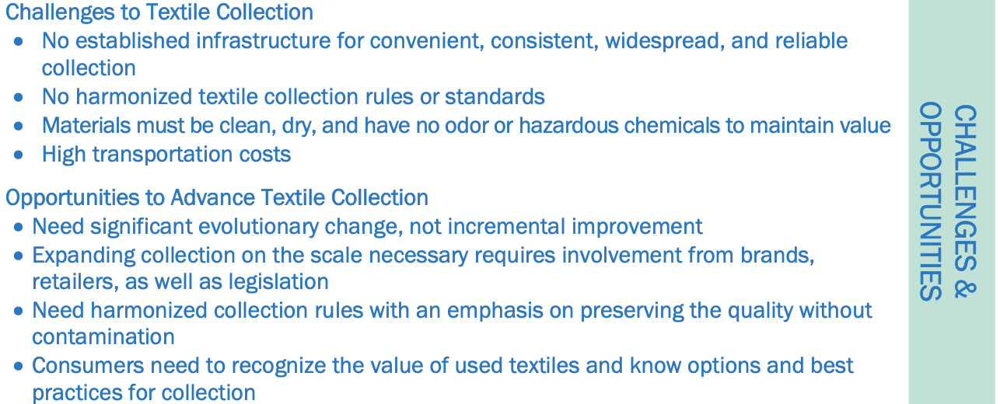 Challenges to Textile Collection
• No established infrastructure for convenient, consistent, widespread, and reliable
collection
• No harmonized textile collection rules or standards
• Materials must be clean, dry, and have no odor or hazardous chemicals to maintain value
• High transportation costs
Opportunities to Advance Textile Collection
• Need significant evolutionary change, not incremental improvement
• Expanding collection on the scale necessary requires involvement from brands,
retailers, as well as legislation
• Need harmonized collection rules with an emphasis on preserving the quality without
contamination
• Consumers need to recognize the value of used textiles and know options and best
practices for collection
CHALLENGES &
OPPORTUNITIES